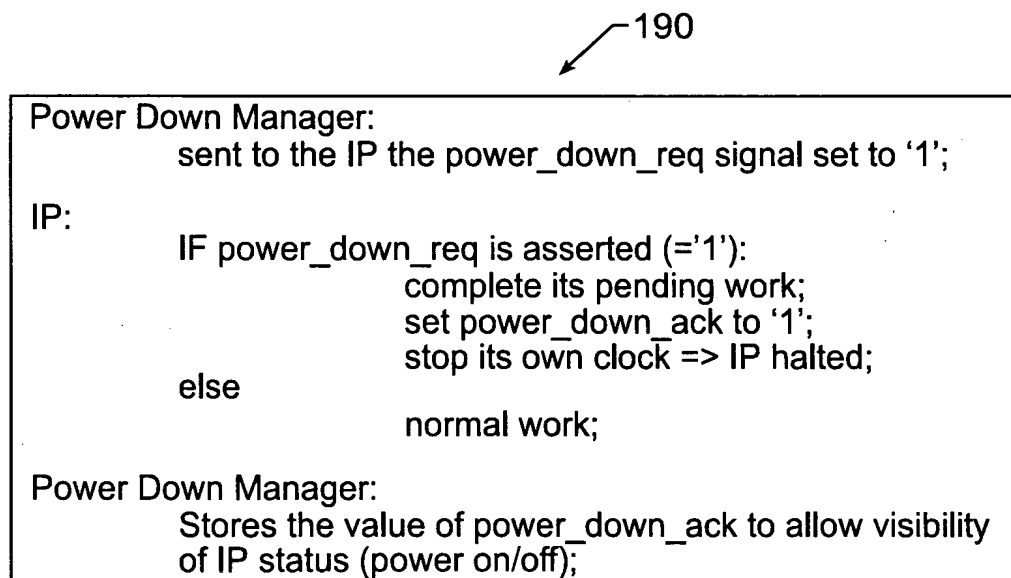 190
Power Down Manager:
sent to the IP the power_down_req signal set to ‘1’;
IP:
IF power_down_req is asserted (=’1’):
complete its pending work;
set power_down_ack to ‘1’;
stop its own clock => IP halted;
else
normal work;
Power Down Manager:
Stores the value of power_down_ack to allow visibility
of IP status (power on/off);